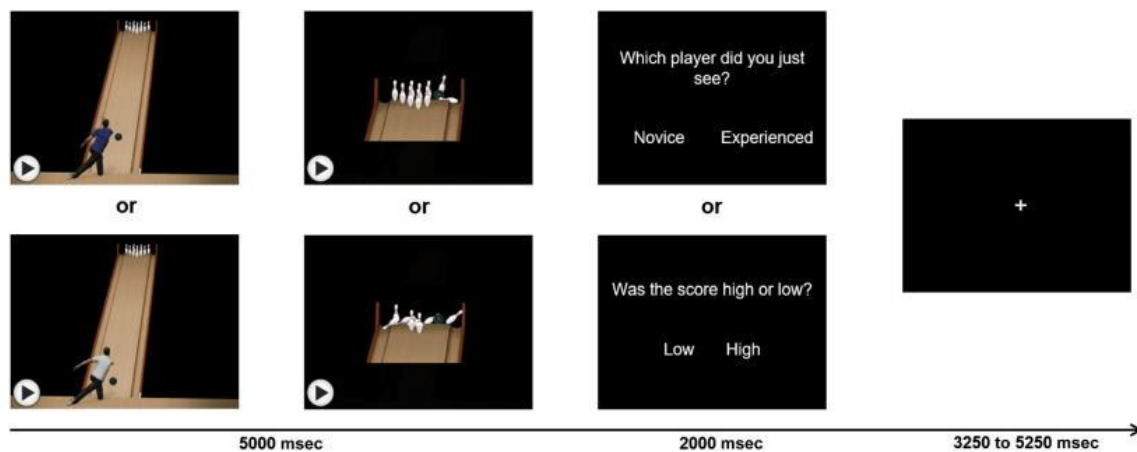 Which player did you just
see?
Novice Experienced
or or or
+
Was the score high or low?
Low High
5000 msec 2000 msec 3250 to 5250 msec